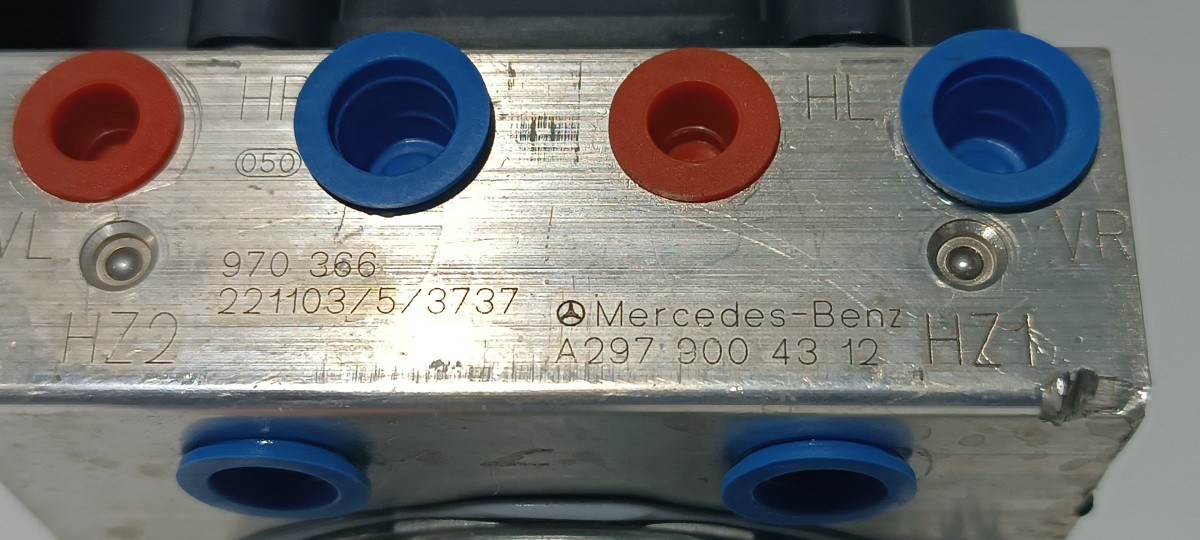 HR
HL
050
VL
VR
970 366
221103/5/3737
Mercedes-Benz
A297 900 43 12
HZ2
HZ1